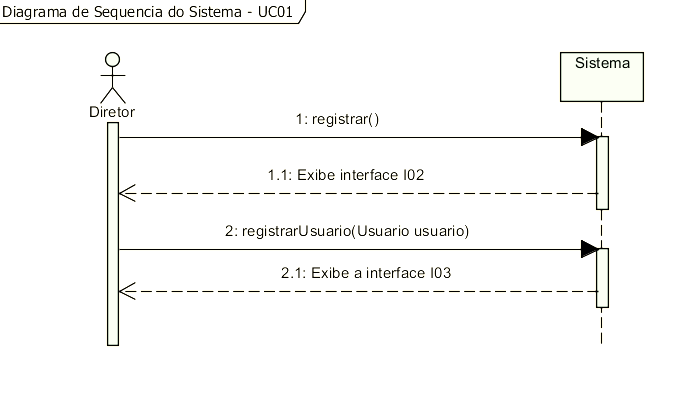 Diagrama de Sequencia do Sistema - UC01
Sistema
Diretor
1: registrar()
1.1: Exibe interface I02
2: registrarUsuario(Usuario usuario)
2.1: Exibe a interface I03